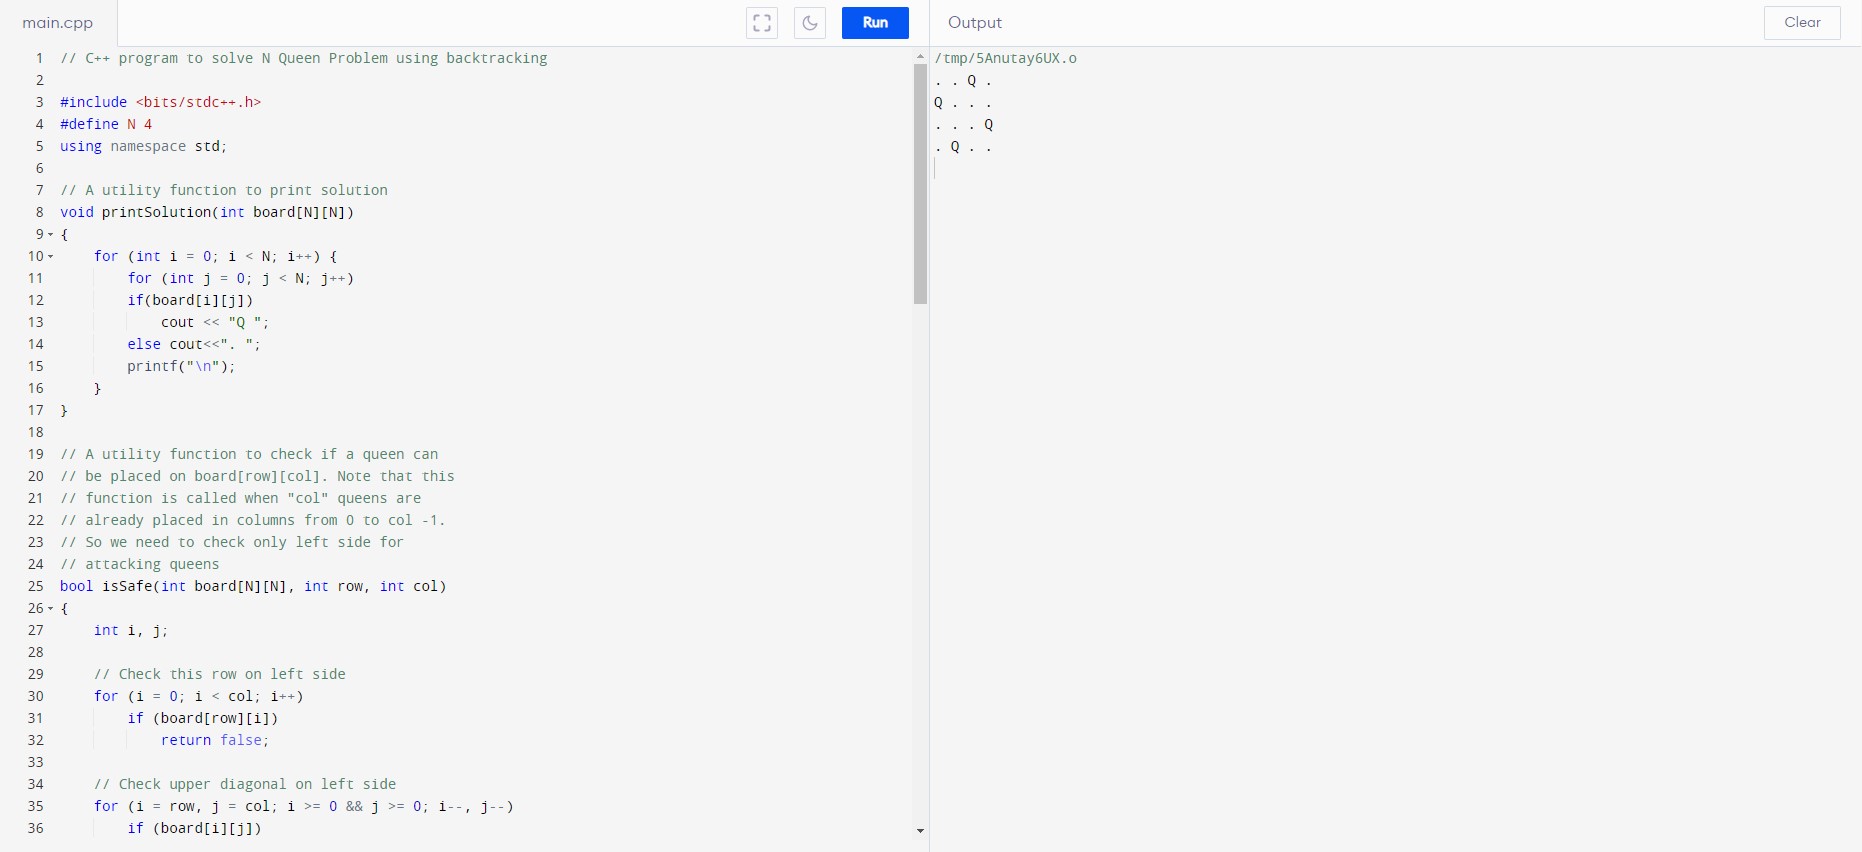 main.cpp
Run
Output
Clear
1 // C++ program to solve N Queen Problem using backtracking
2
3 #include <bits/stdc++.h>
4 #define N 4
5 using namespace std;
6
7 // A utility function to print solution
8 void printSolution(int board[N][N])
9 {
10     for (int i = 0; i < N; i++) {
11         for (int j = 0; j < N; j++)
12         if(board[i][j])
13             cout << "Q ";
14         else cout<<". ";
15         printf("\n");
16     }
17 }
18
19 // A utility function to check if a queen can
20 // be placed on board[row][col]. Note that this
21 // function is called when "col" queens are
22 // already placed in columns from 0 to col -1.
23 // So we need to check only left side for
24 // attacking queens
25 bool isSafe(int board[N][N], int row, int col)
26 {
27     int i, j;
28
29     // Check this row on left side
30     for (i = 0; i < col; i++)
31         if (board[row][i])
32             return false;
33
34     // Check upper diagonal on left side
35     for (i = row, j = col; i >= 0 && j >= 0; i--, j--)
36         if (board[i][j])
/tmp/5Anutay6UX.o
. . Q .
Q . . .
. . . Q
. Q . .